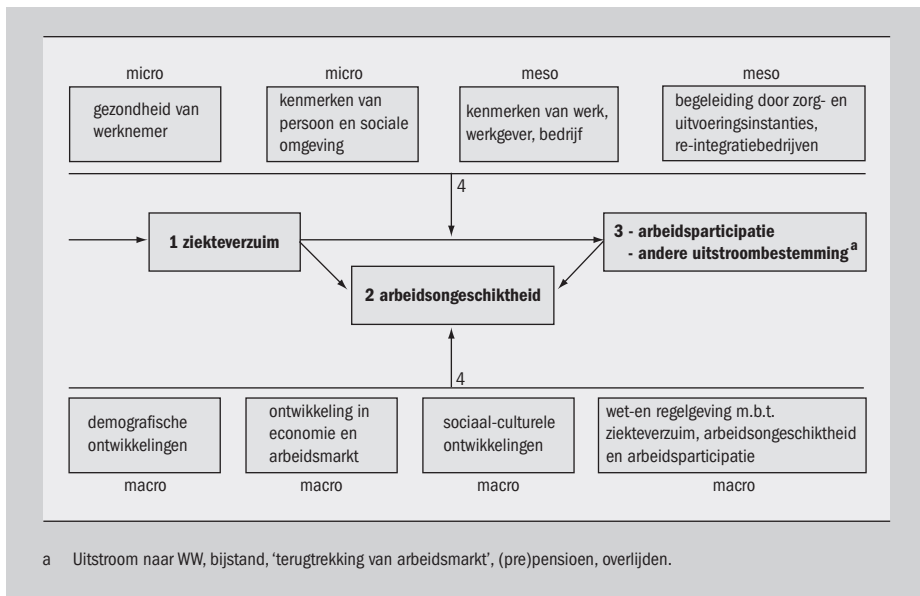 micro
gezondheid van
werknemer
micro
kenmerken van
persoon en sociale
omgeving
meso
kenmerken van werk,
werkgever, bedrijf
meso
begeleiding door zorg- en
uitvoeringsinstanties,
re-integratiebedrijven
4
1 ziekteverzuim
3 - arbeidsparticipatie
- andere uitstroombestemming a
2 arbeidsongeschiktheid
4
demografische
ontwikkelingen
macro
ontwikkeling in
economie en
arbeidsmarkt
macro
sociaal-culturele
ontwikkelingen
macro
wet-en regelgeving m.b.t.
ziekteverzuim, arbeidsongeschiktheid
en arbeidsparticipatie
macro
a Uitstroom naar WW, bijstand, ‘terugtrekking van arbeidsmarkt’, (pre)pensioen, overlijden.